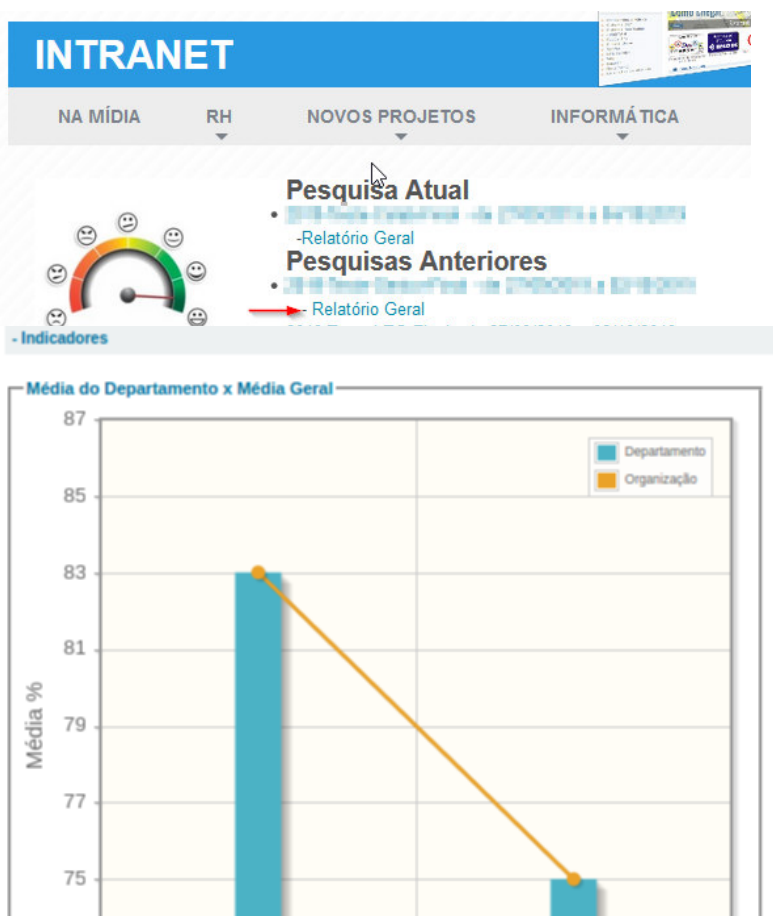 INTRANET
NA MÍDIA RH NOVOS PROJETOS INFORMÁTICA
Pesquisa Atual
-Relatório Geral
Pesquisas Anteriores
- Relatório Geral
- Indicadores
Média do Departamento x Média Geral
87
Departamento
Organização
85
83
81
79
Média %
77
75